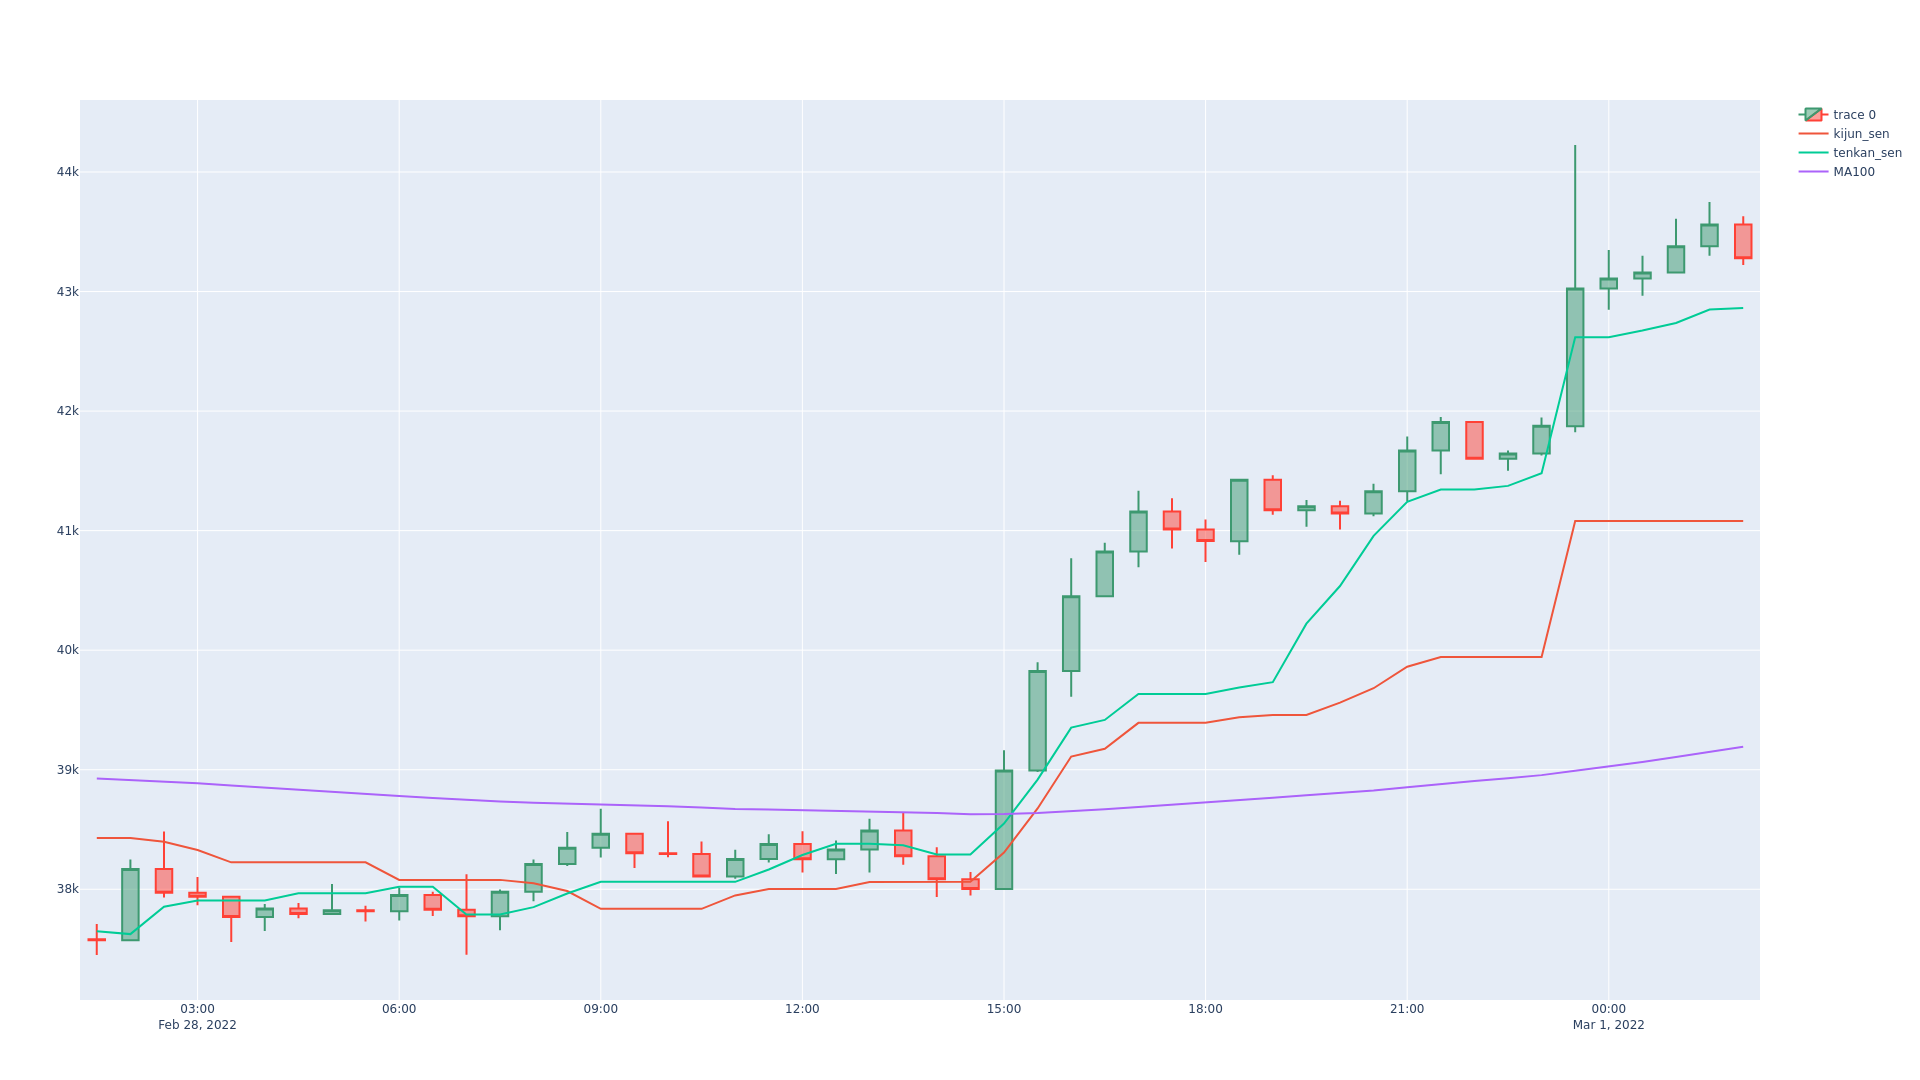 44k
43k
42k
41k
40k
39k
38k
03:00
Feb 28, 2022
06:00
09:00
12:00
15:00
18:00
21:00
00:00
Mar 1, 2022
trace 0
kijun_sen
tenkan_sen
MA100